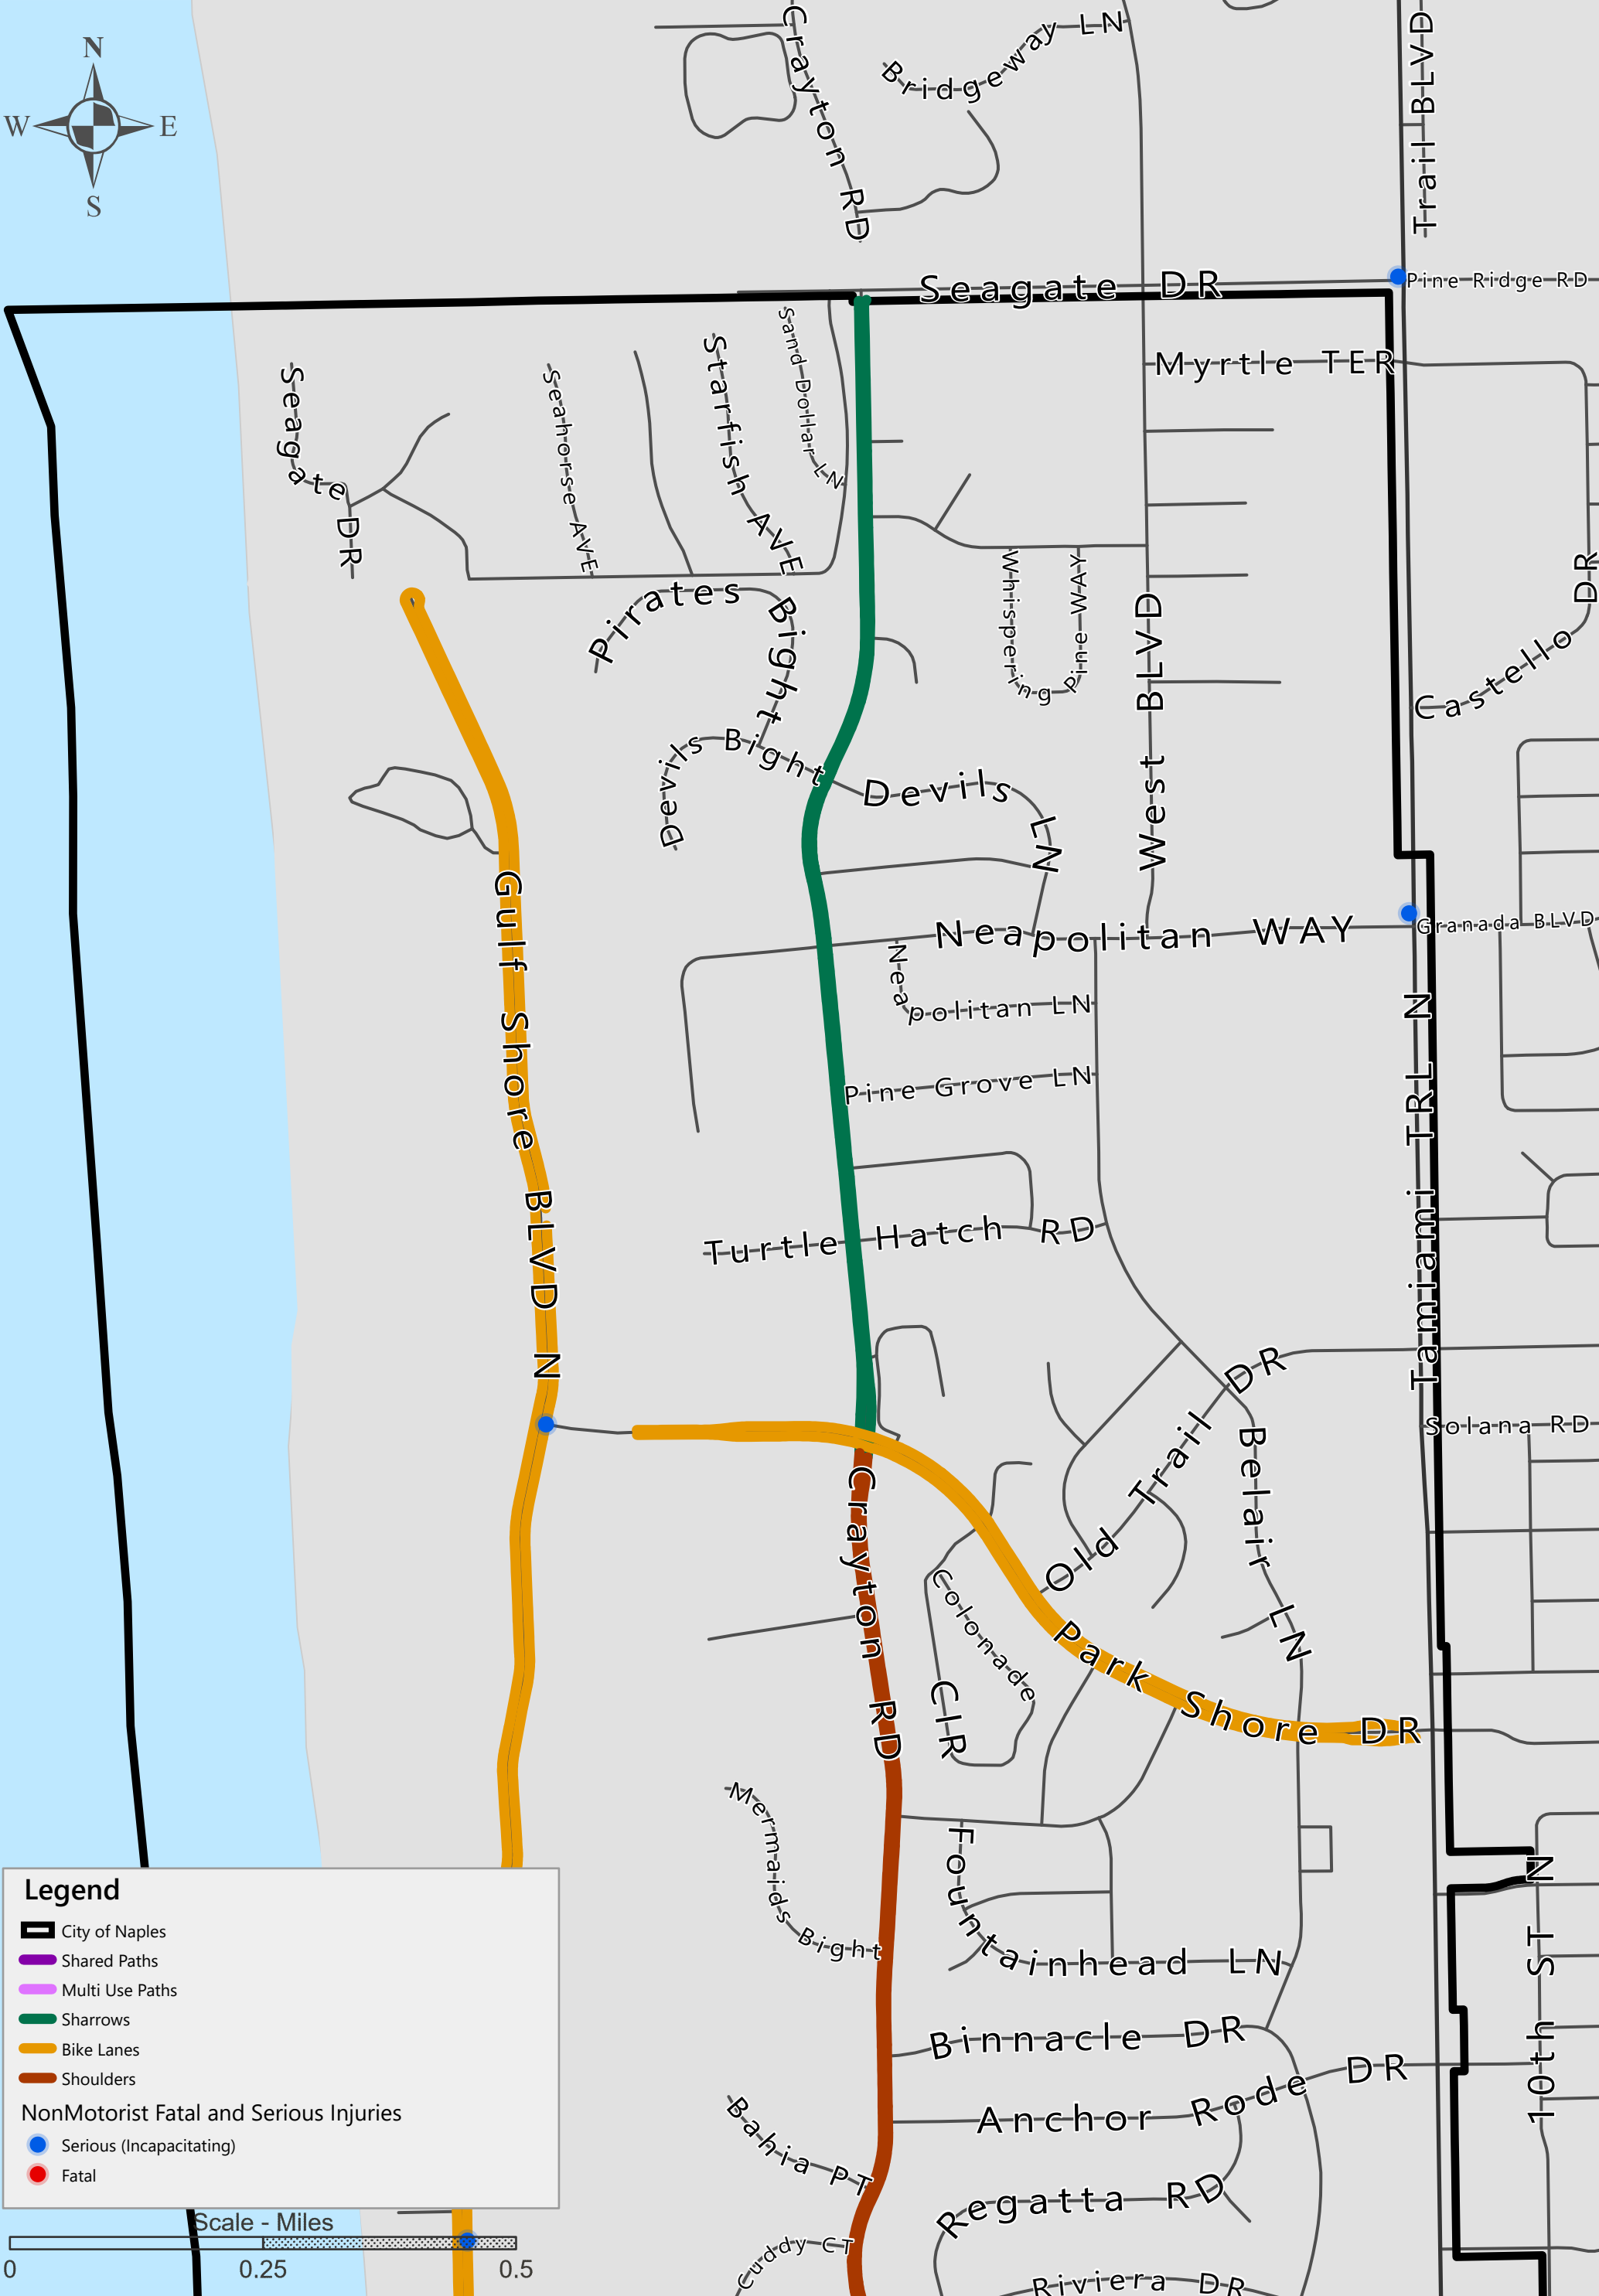 N
W E
S
Crayton RD
Bridgeway LN
Trail BLVD
Seagate DR
Pine Ridge RD
Myrtle TER
Seagate DR
Seahorse AVE
Starfish AVE
Sand Dollar LN
Whispering Pine WAY
West BLVD
Castello DR
Pirates Bight
Devils Bight
Devils LN
Neapolitan WAY
Granada BLVD
Neapolitan LN
Pine Grove LN
Gulf Shore BLVD N
Tamiami TRL N
Turtle Hatch RD
Old Trail DR
Solana RD
Belair LN
Crayton RD
Colonade CIR
Park Shore DR
Mermaids Bight
Fountainhead LN
Binnacle DR
Anchor Rode DR
10th ST N
Bahia PT
Regatta RD
Cuddy CT
Riviera DR
Legend
City of Naples
Shared Paths
Multi Use Paths
Sharrows
Bike Lanes
Shoulders
NonMotorist Fatal and Serious Injuries
Serious (Incapacitating)
Fatal
Scale - Miles
0 0.25 0.5